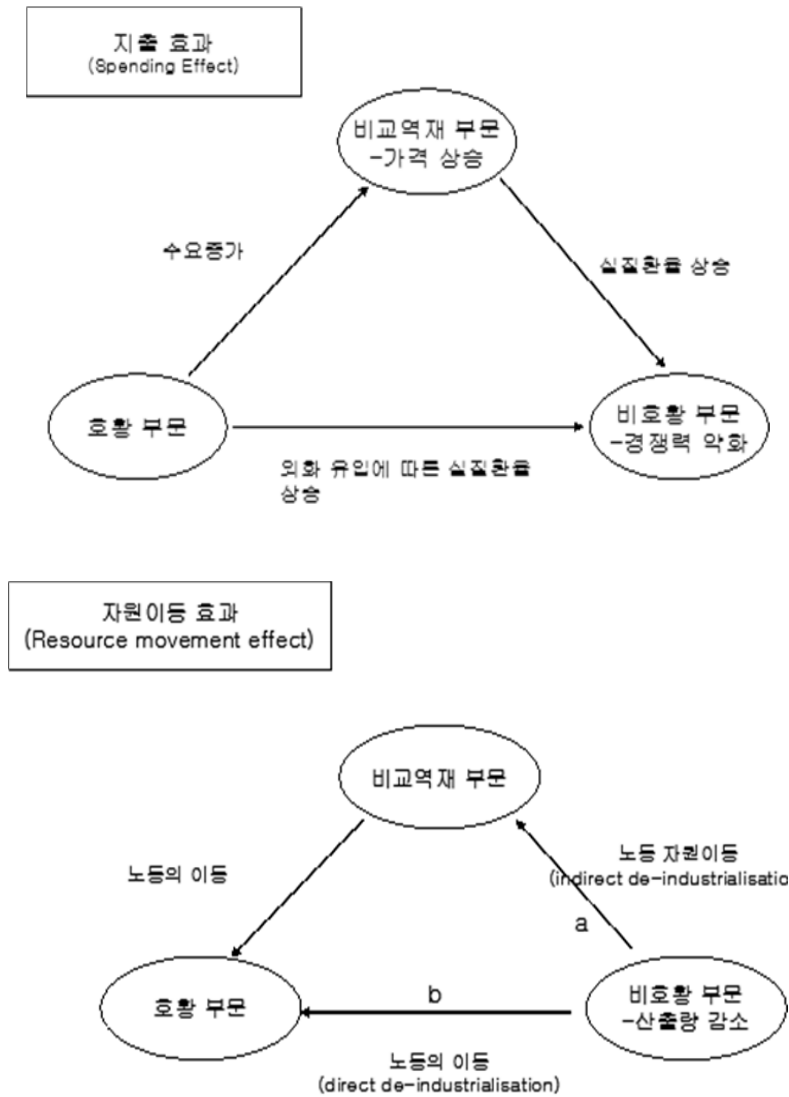 지출 효과
(Spending Effect)
비교역재 부문
-가격 상승
수요증가
실질환율 상승
호황 부문
비호황 부문
-경쟁력 악화
외화 유입에 따른 실질환율
상승
자원이동 효과
(Resource movement effect)
비교역재 부문
노동의 이동
노동 자원이동
(indirect de-industrialisatio
a
호황 부문
b
비호황 부문
-산출량 감소
노동의 이동
(direct de-industrialisation)